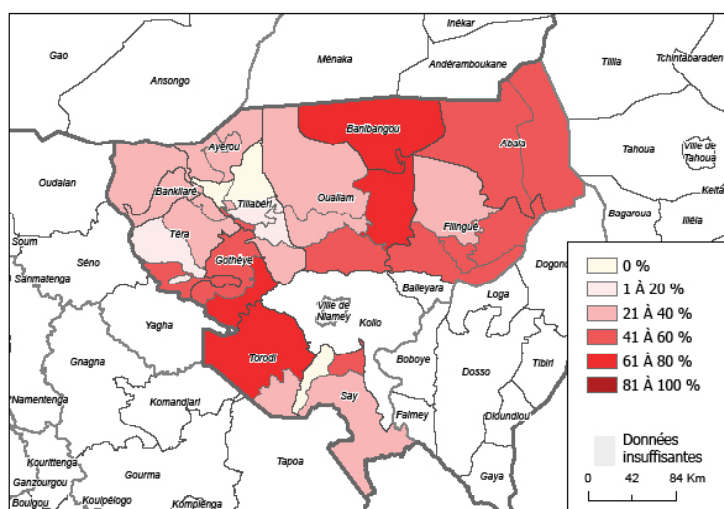 Gao
Ansongo
Ménaka
Inékar
Andéramboukane
Tillia
Tchintabaraden
Banibangou
Abala
Tahoua
Ville de
Tahoua
Ayérou
Oudalan
Bankilaré
Tillabéri
Ouallam
Keita
Filingué
Bagaroua
Illéla
Téra
Soum
Séno
Gothèye
Dogond
Sanmatenga
Balleyara
Loga
Ville de
Niamey
Kollo
Yagha
Gnagna
Torodi
Boboye
Dosso
Tibiri
Say
Namentenga
Komandjari
Falmey
Dioundiou
Kourittenga
Ganzourgou
Gourma
Tapoa
Gaya
Boulgou
Koulpélogo
Kompienga
0 %
1 À 20 %
21 À 40 %
41 À 60 %
61 À 80 %
81 À 100 %
Données
insuffisantes
0 42 84 Km